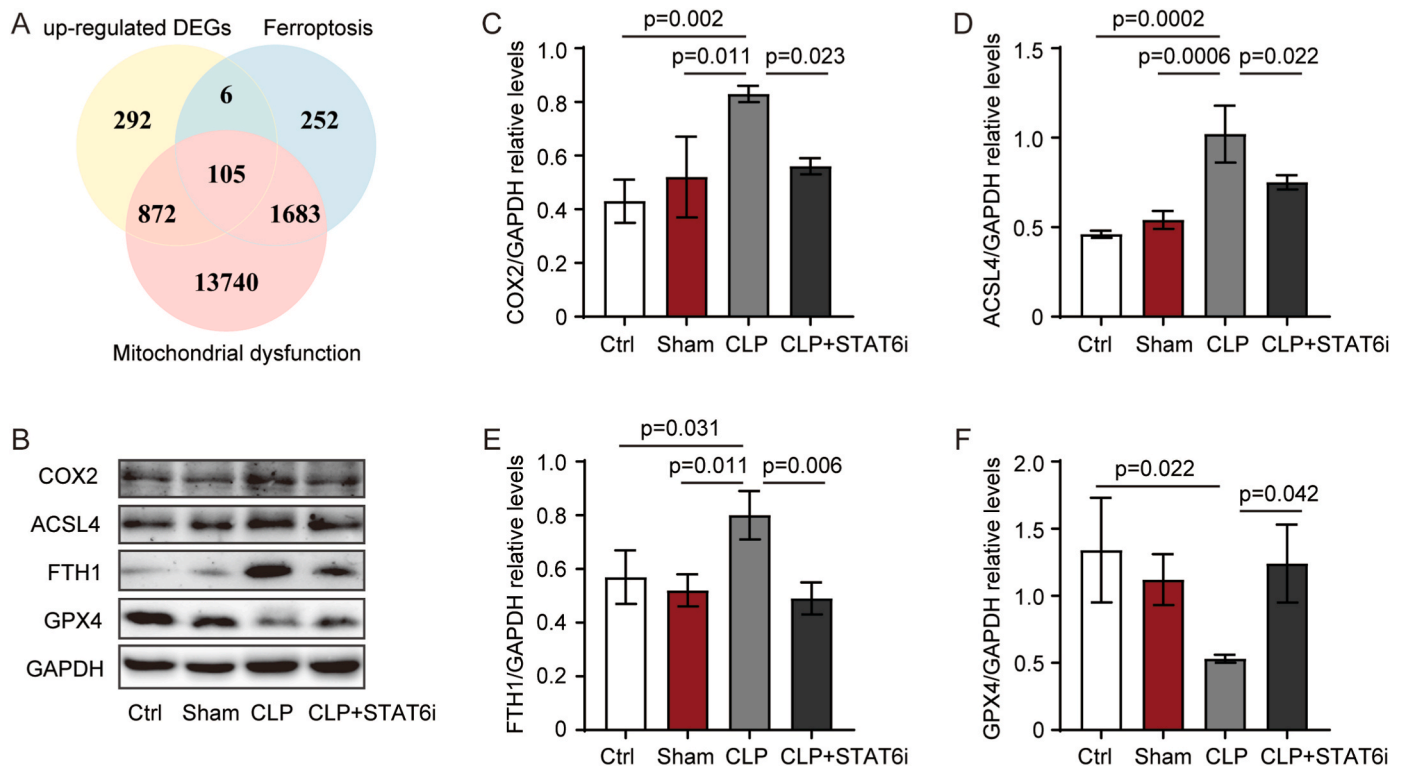 A
up-regulated DEGs
Ferroptosis
6
292
252
105
872
1683
13740
Mitochondrial dysfunction
B
COX2
ACSL4
FTH1
GPX4
GAPDH
Ctrl Sham CLP CLP+STAT6i
C
p=0.002
p=0.011
p=0.023
COX2/GAPDH relative levels
1.0
0.8
0.6
0.4
0.2
0
Ctrl Sham CLP CLP+STAT6i
D
p=0.0002
p=0.0006
p=0.022
ACSL4/GAPDH relative levels
1.5
1.0
0.5
0
Ctrl Sham CLP CLP+STAT6i
E
p=0.031
p=0.011
p=0.006
FTH1/GAPDH relative levels
1.0
0.8
0.6
0.4
0.2
0
Ctrl Sham CLP CLP+STAT6i
F
p=0.022
p=0.042
GPX4/GAPDH relative levels
2.0
1.5
1.0
0.5
0
Ctrl Sham CLP CLP+STAT6i